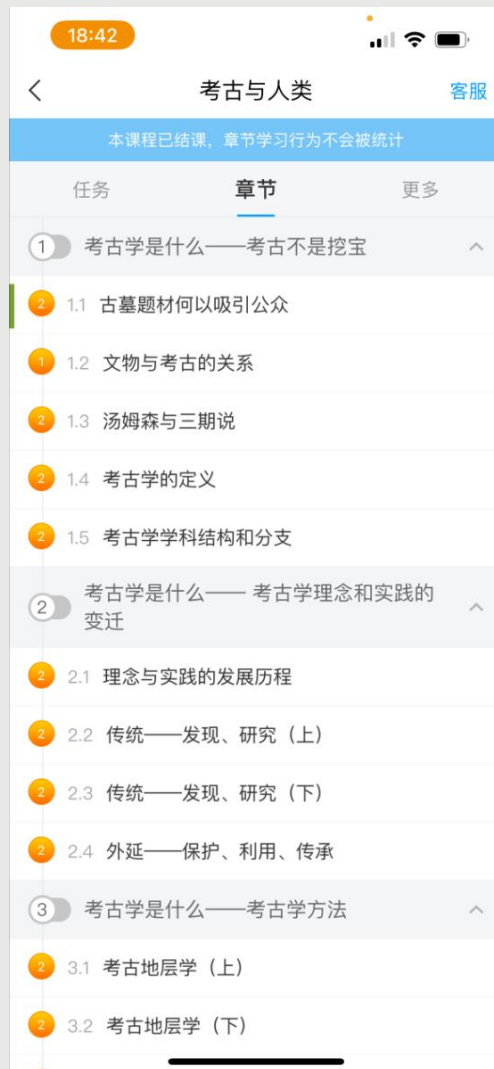 18:42
考古与人类
客服
本课程已结课，章节学习行为不会被统计
任务 章节 更多
1 考古学是什么——考古不是挖宝
2 1.1 古墓题材何以吸引公众
1 1.2 文物与考古的关系
2 1.3 汤姆森与三期说
2 1.4 考古学的定义
2 1.5 考古学学科结构和分支
2 考古学是什么—— 考古学理念和实践的
变迁
2 2.1 理念与实践的发展历程
2 2.2 传统——发现、研究（上）
2 2.3 传统——发现、研究（下）
2 2.4 外延——保护、利用、传承
3 考古学是什么——考古学方法
2 3.1 考古地层学（上）
2 3.2 考古地层学（下）